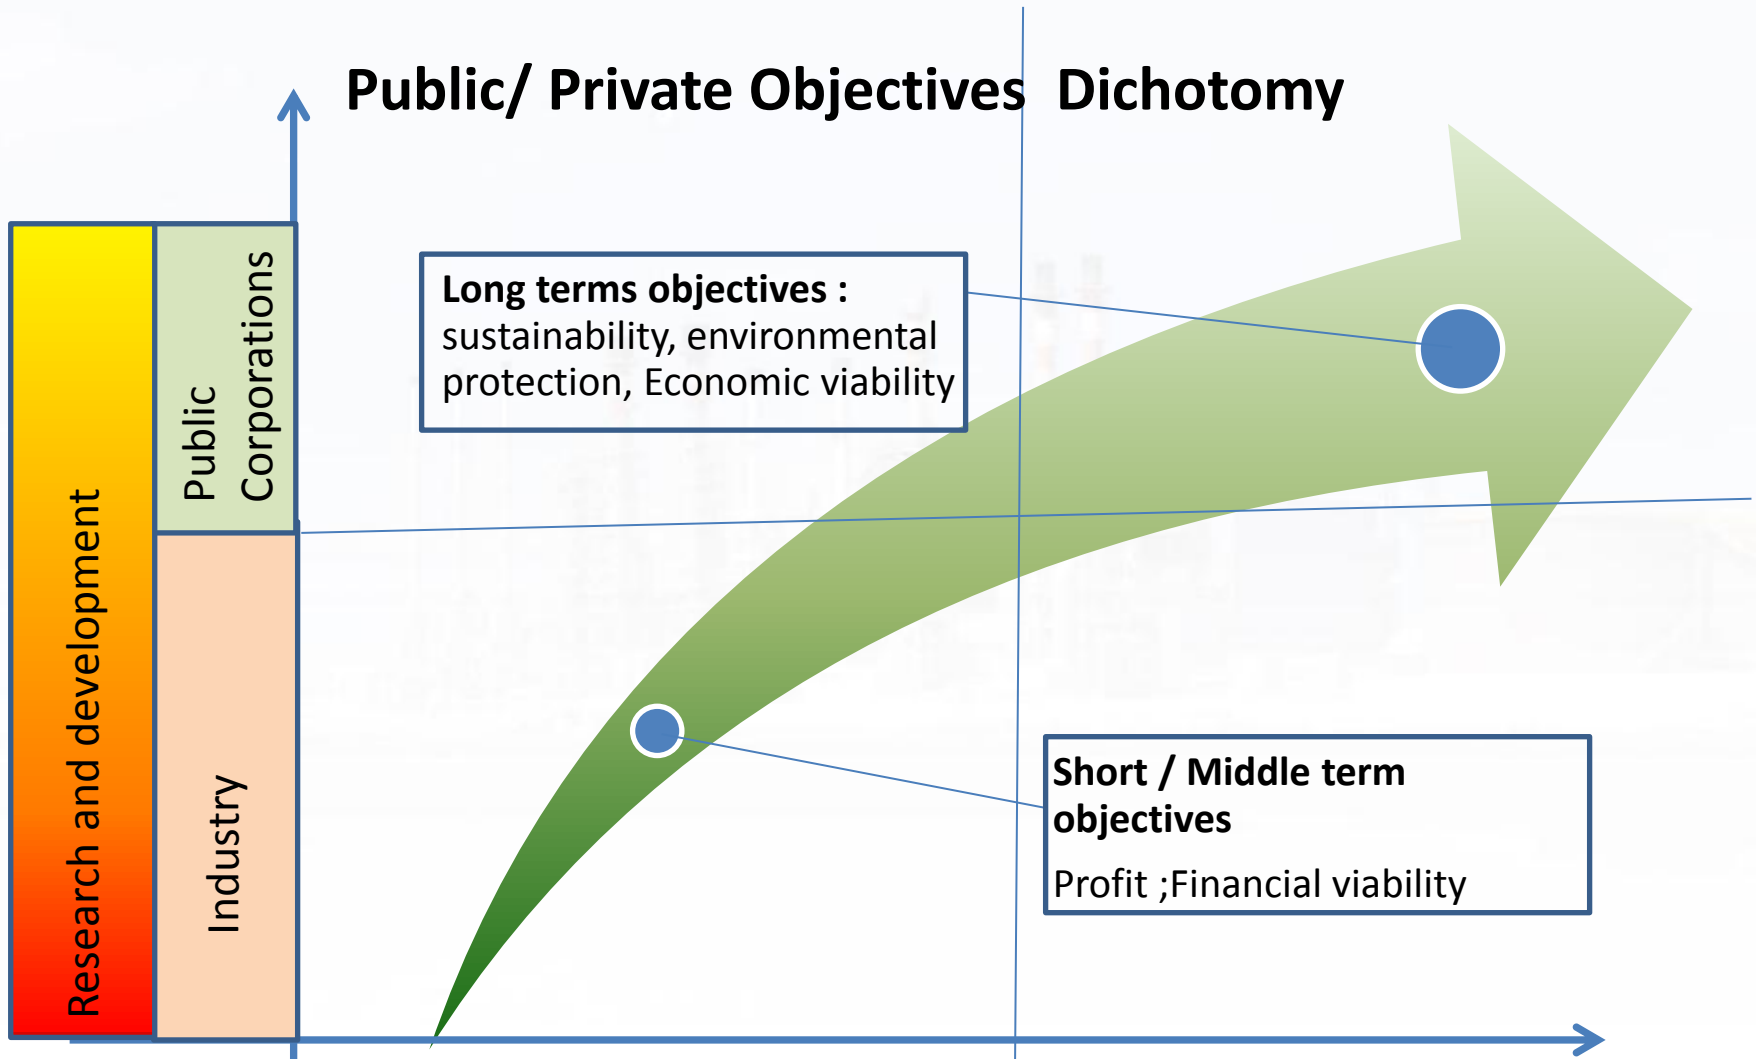 Public/ Private Objectives  Dichotomy
Research and development
Public
Corporations
Industry
Long terms objectives :
sustainability, environmental
protection, Economic viability
Short / Middle term
objectives
Profit ;Financial viability